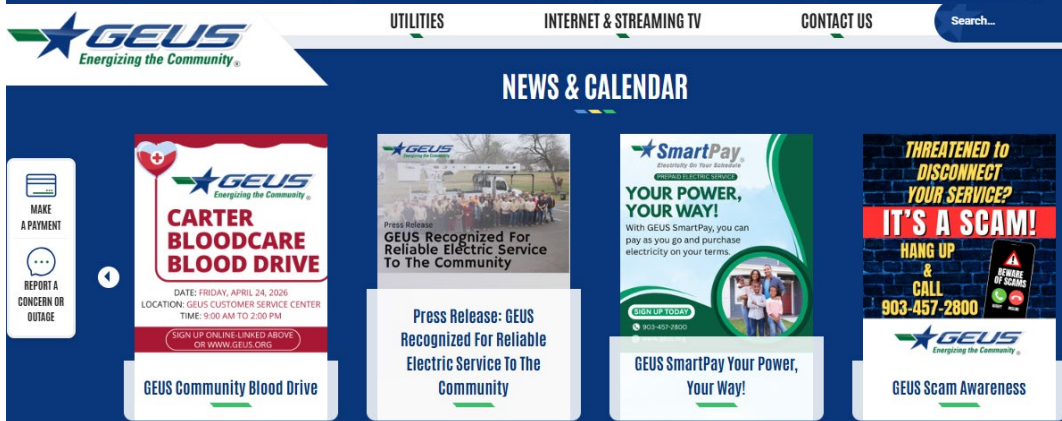 GEUS
Energizing the Community®
UTILITIES
INTERNET & STREAMING TV
CONTACT US
Search...
NEWS & CALENDAR
MAKE
A PAYMENT
REPORT A
CONCERN OR
OUTAGE
GEUS
Energizing the Community®
CARTER
BLOODCARE
BLOOD DRIVE
DATE: FRIDAY, APRIL 24, 2026
LOCATION: GEUS CUSTOMER SERVICE CENTER
TIME: 9:00 AM TO 2:00 PM
SIGN UP ONLINE-LINKED ABOVE
OR WWW.GEUS.ORG
GEUS Community Blood Drive
GEUS
Energizing the Community
Press Release
GEUS Recognized For
Reliable Electric Service
To The Community
Press Release: GEUS
Recognized For Reliable
Electric Service To The
Community
SmartPay®
Electricity On Your Schedule
PREPAID ELECTRIC SERVICE
YOUR POWER,
YOUR WAY!
With GEUS SmartPay, you can
pay as you go and purchase
electricity on your terms.
SIGN UP TODAY
903-457-2800
GEUS SmartPay Your Power,
Your Way!
THREATENED to
DISCONNECT
YOUR SERVICE?
IT'S A SCAM!
HANG UP
&
CALL
903-457-2800
BEWARE
OF SCAMS
GEUS
Energizing the Community®
GEUS Scam Awareness